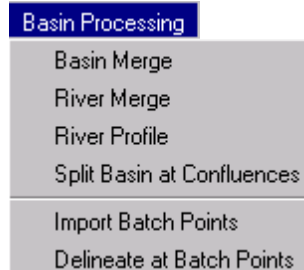 Basin Processing
Basin Merge
River Merge
River Profile
Split Basin at Confluences
Import Batch Points
Delineate at Batch Points